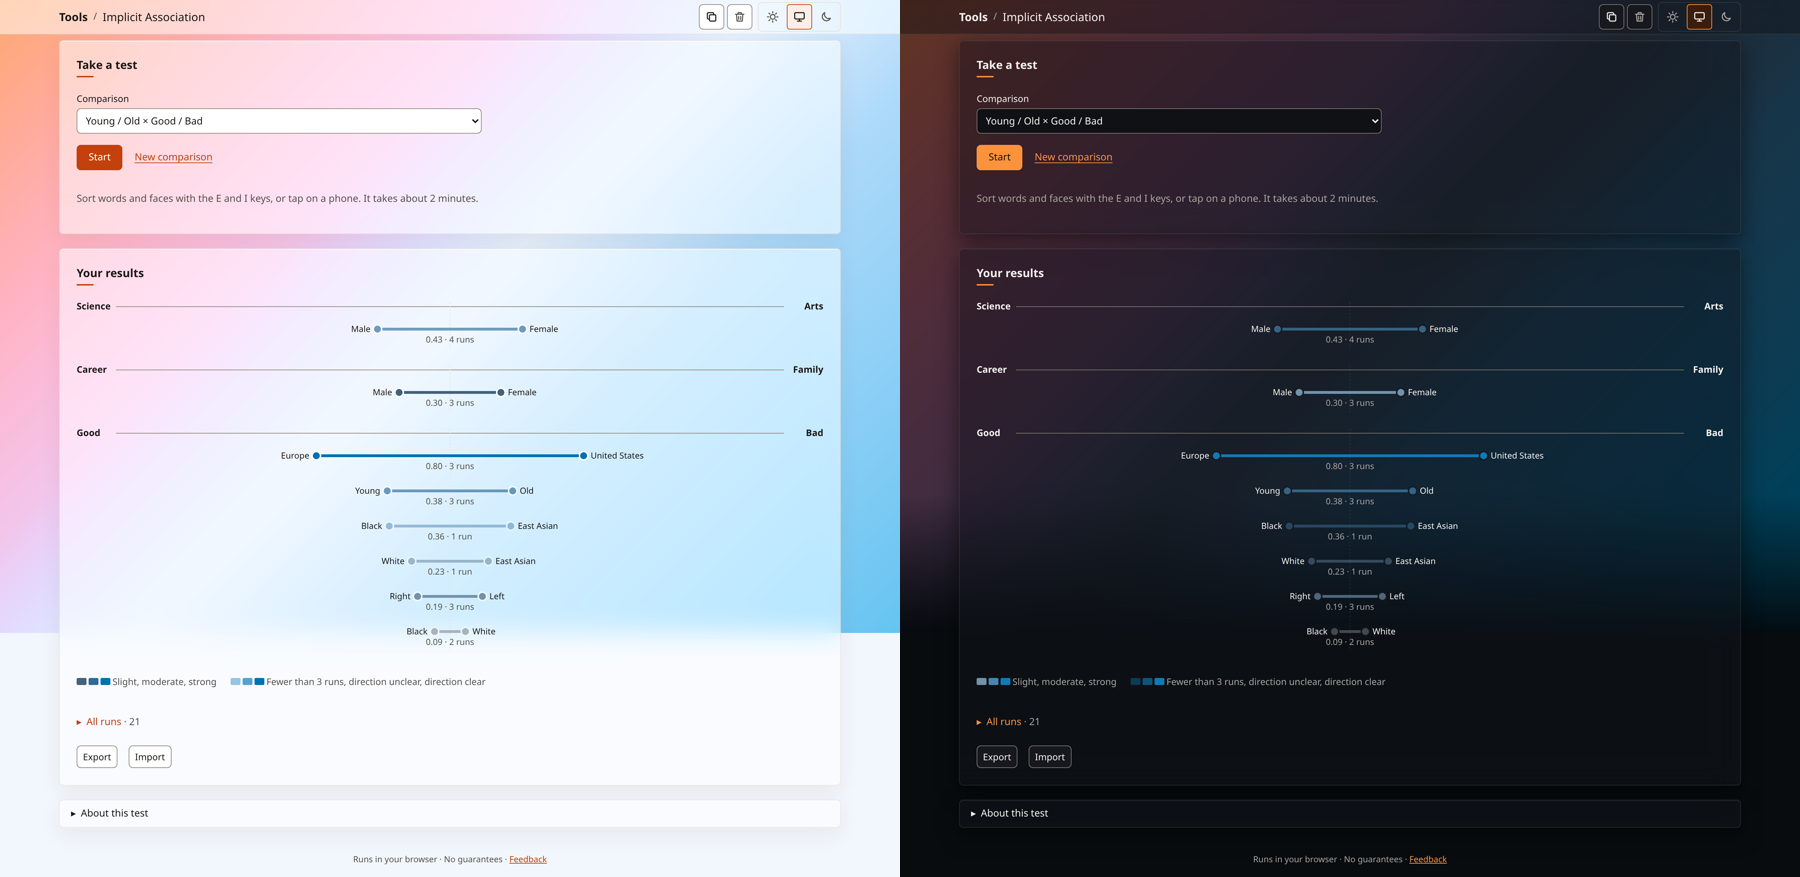 Tools / Implicit Association
Take a test
Comparison
Young / Old × Good / Bad
Start New comparison
Sort words and faces with the E and I keys, or tap on a phone. It takes about 2 minutes.
Your results
Science Arts
Male Female
0.43 · 4 runs
Career Family
Male Female
0.30 · 3 runs
Good Bad
Europe United States
0.80 · 3 runs
Young Old
0.38 · 3 runs
Black East Asian
0.36 · 1 run
White East Asian
0.23 · 1 run
Right Left
0.19 · 3 runs
Black White
0.09 · 2 runs
Slight, moderate, strong Fewer than 3 runs, direction unclear, direction clear
▸ All runs · 21
Export Import
▸ About this test
Runs in your browser · No guarantees · Feedback
Tools / Implicit Association
Take a test
Comparison
Young / Old × Good / Bad
Start New comparison
Sort words and faces with the E and I keys, or tap on a phone. It takes about 2 minutes.
Your results
Science Arts
Male Female
0.43 · 4 runs
Career Family
Male Female
0.30 · 3 runs
Good Bad
Europe United States
0.80 · 3 runs
Young Old
0.38 · 3 runs
Black East Asian
0.36 · 1 run
White East Asian
0.23 · 1 run
Right Left
0.19 · 3 runs
Black White
0.09 · 2 runs
Slight, moderate, strong Fewer than 3 runs, direction unclear, direction clear
▸ All runs · 21
Export Import
▸ About this test
Runs in your browser · No guarantees · Feedback